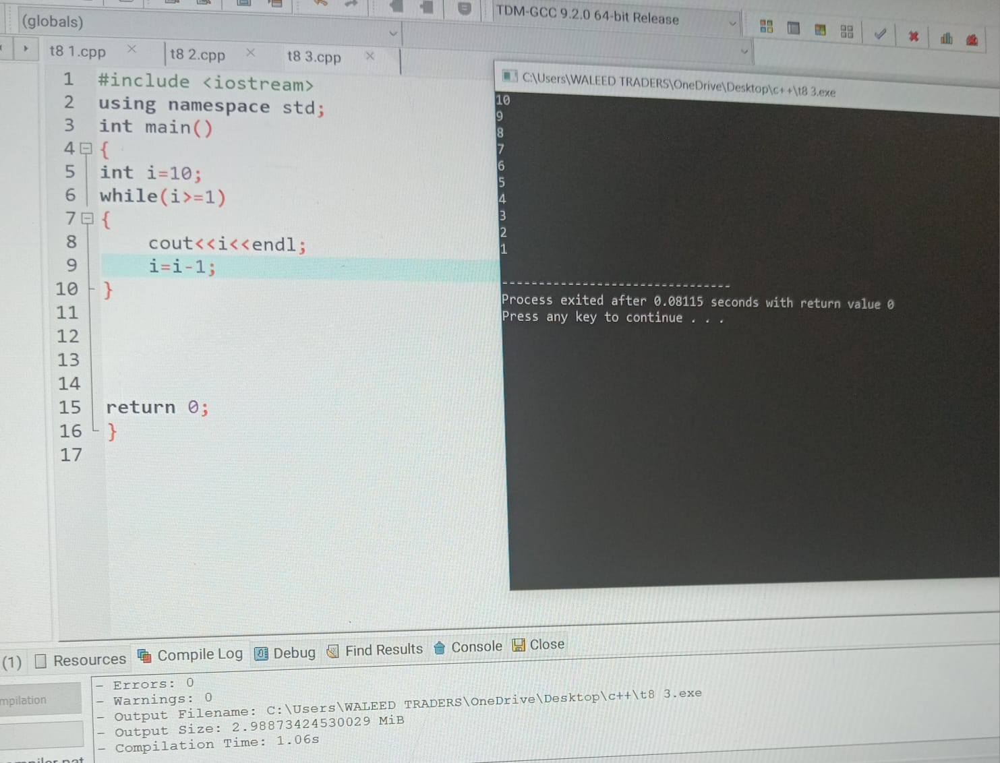 TDM-GCC 9.2.0 64-bit Release
(globals)
t8 1.cpp
t8 2.cpp
t8 3.cpp
1 #include <iostream>
2 using namespace std;
3 int main()
4 {
5 int i=10;
6 while(i>=1)
7 {
8 cout<<i<<endl;
9 i=i-1;
10 }
11
12
13
14
15 return 0;
16 }
17
C:\Users\WALEED TRADERS\OneDrive\Desktop\c++\t8 3.exe
10
9
8
7
6
5
4
3
2
1
--------------------------------
Process exited after 0.08115 seconds with return value 0
Press any key to continue . . .
(1) Resources Compile Log Debug Find Results Console Close
- Errors: 0
- Warnings: 0
- Output Filename: C:\Users\WALEED TRADERS\OneDrive\Desktop\c++\t8 3.exe
- Output Size: 2.98873424530029 MiB
- Compilation Time: 1.06s
mpilation